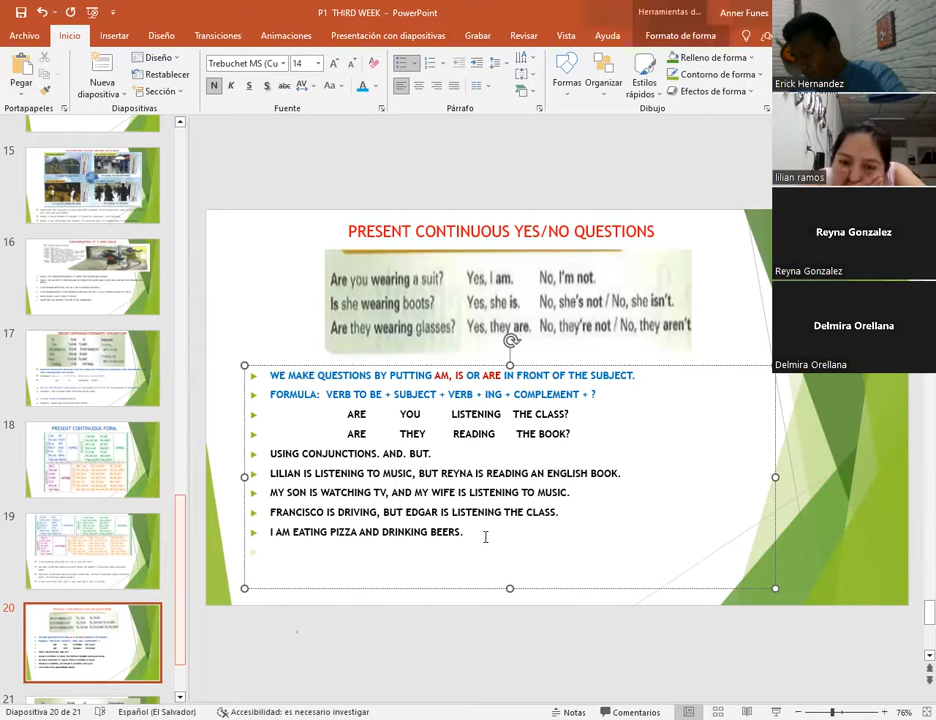 P1 THIRD WEEK - PowerPoint
Herramientas d...
Anner Funes
Archivo
Inicio
Insertar
Diseño
Transiciones
Animaciones
Presentación con diapositivas
Grabar
Revisar
Vista
Ayuda
Formato de forma
Pegar
Nueva
diapositiva
Diseño
Restablecer
Sección
Trebuchet MS (Cu
14
N
K
S
S
abc
AV
Aa
A
Formas
Organizar
Estilos
rápidos
Relleno de forma
Contorno de forma
Efectos de forma
Portapapeles
Diapositivas
Fuente
Párrafo
Dibujo
Erick Hernandez
lilian ramos
Reyna Gonzalez
Reyna Gonzalez
Delmira Orellana
Delmira Orellana
15
16
17
18
PRESENT CONTINUOUS FORM.
19
20
21
PRESENT CONTINUOUS YES/NO QUESTIONS
Are you wearing a suit? Yes, I am. No, I'm not.
Is she wearing boots? Yes, she is. No, she's not / No, she isn't.
Are they wearing glasses? Yes, they are. No, they're not / No, they aren't
WE MAKE QUESTIONS BY PUTTING AM, IS OR ARE IN FRONT OF THE SUBJECT.
FORMULA: VERB TO BE + SUBJECT + VERB + ING + COMPLEMENT + ?
ARE YOU LISTENING THE CLASS?
ARE THEY READING THE BOOK?
USING CONJUNCTIONS. AND. BUT.
LILIAN IS LISTENING TO MUSIC, BUT REYNA IS READING AN ENGLISH BOOK.
MY SON IS WATCHING TV, AND MY WIFE IS LISTENING TO MUSIC.
FRANCISCO IS DRIVING, BUT EDGAR IS LISTENING THE CLASS.
I AM EATING PIZZA AND DRINKING BEERS.
Diapositiva 20 de 21
Español (El Salvador)
Accesibilidad: es necesario investigar
Notas
Comentarios
76%